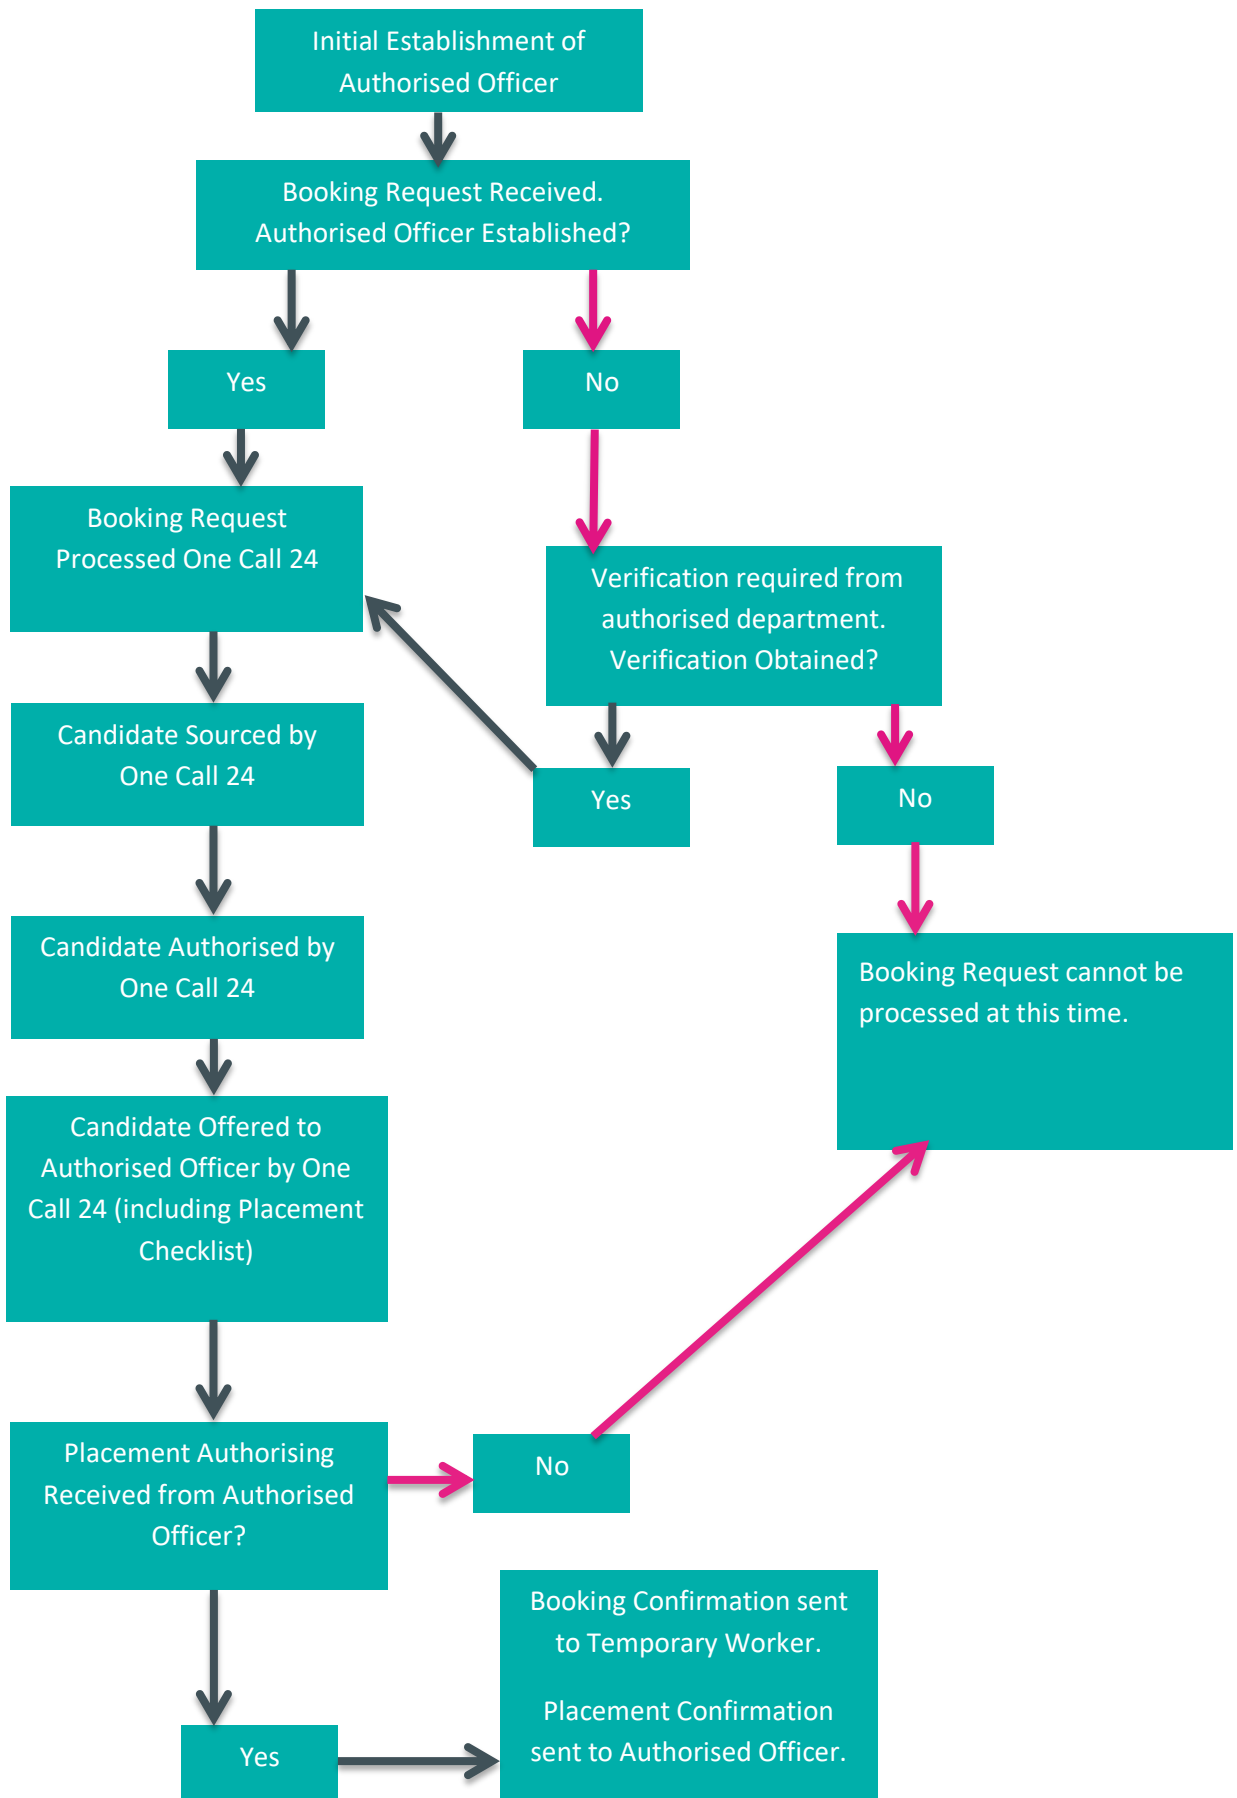 Initial Establishment of
Authorised Officer
Booking Request Received.
Authorised Officer Established?
Yes
No
Booking Request
Processed One Call 24
Verification required from
authorised department.
Verification Obtained?
Candidate Sourced by
One Call 24
Yes
No
Candidate Authorised by
One Call 24
Booking Request cannot be
processed at this time.
Candidate Offered to
Authorised Officer by One
Call 24 (including Placement
Checklist)
Placement Authorising
Received from Authorised
Officer?
No
Booking Confirmation sent
to Temporary Worker.
Placement Confirmation
sent to Authorised Officer.
Yes